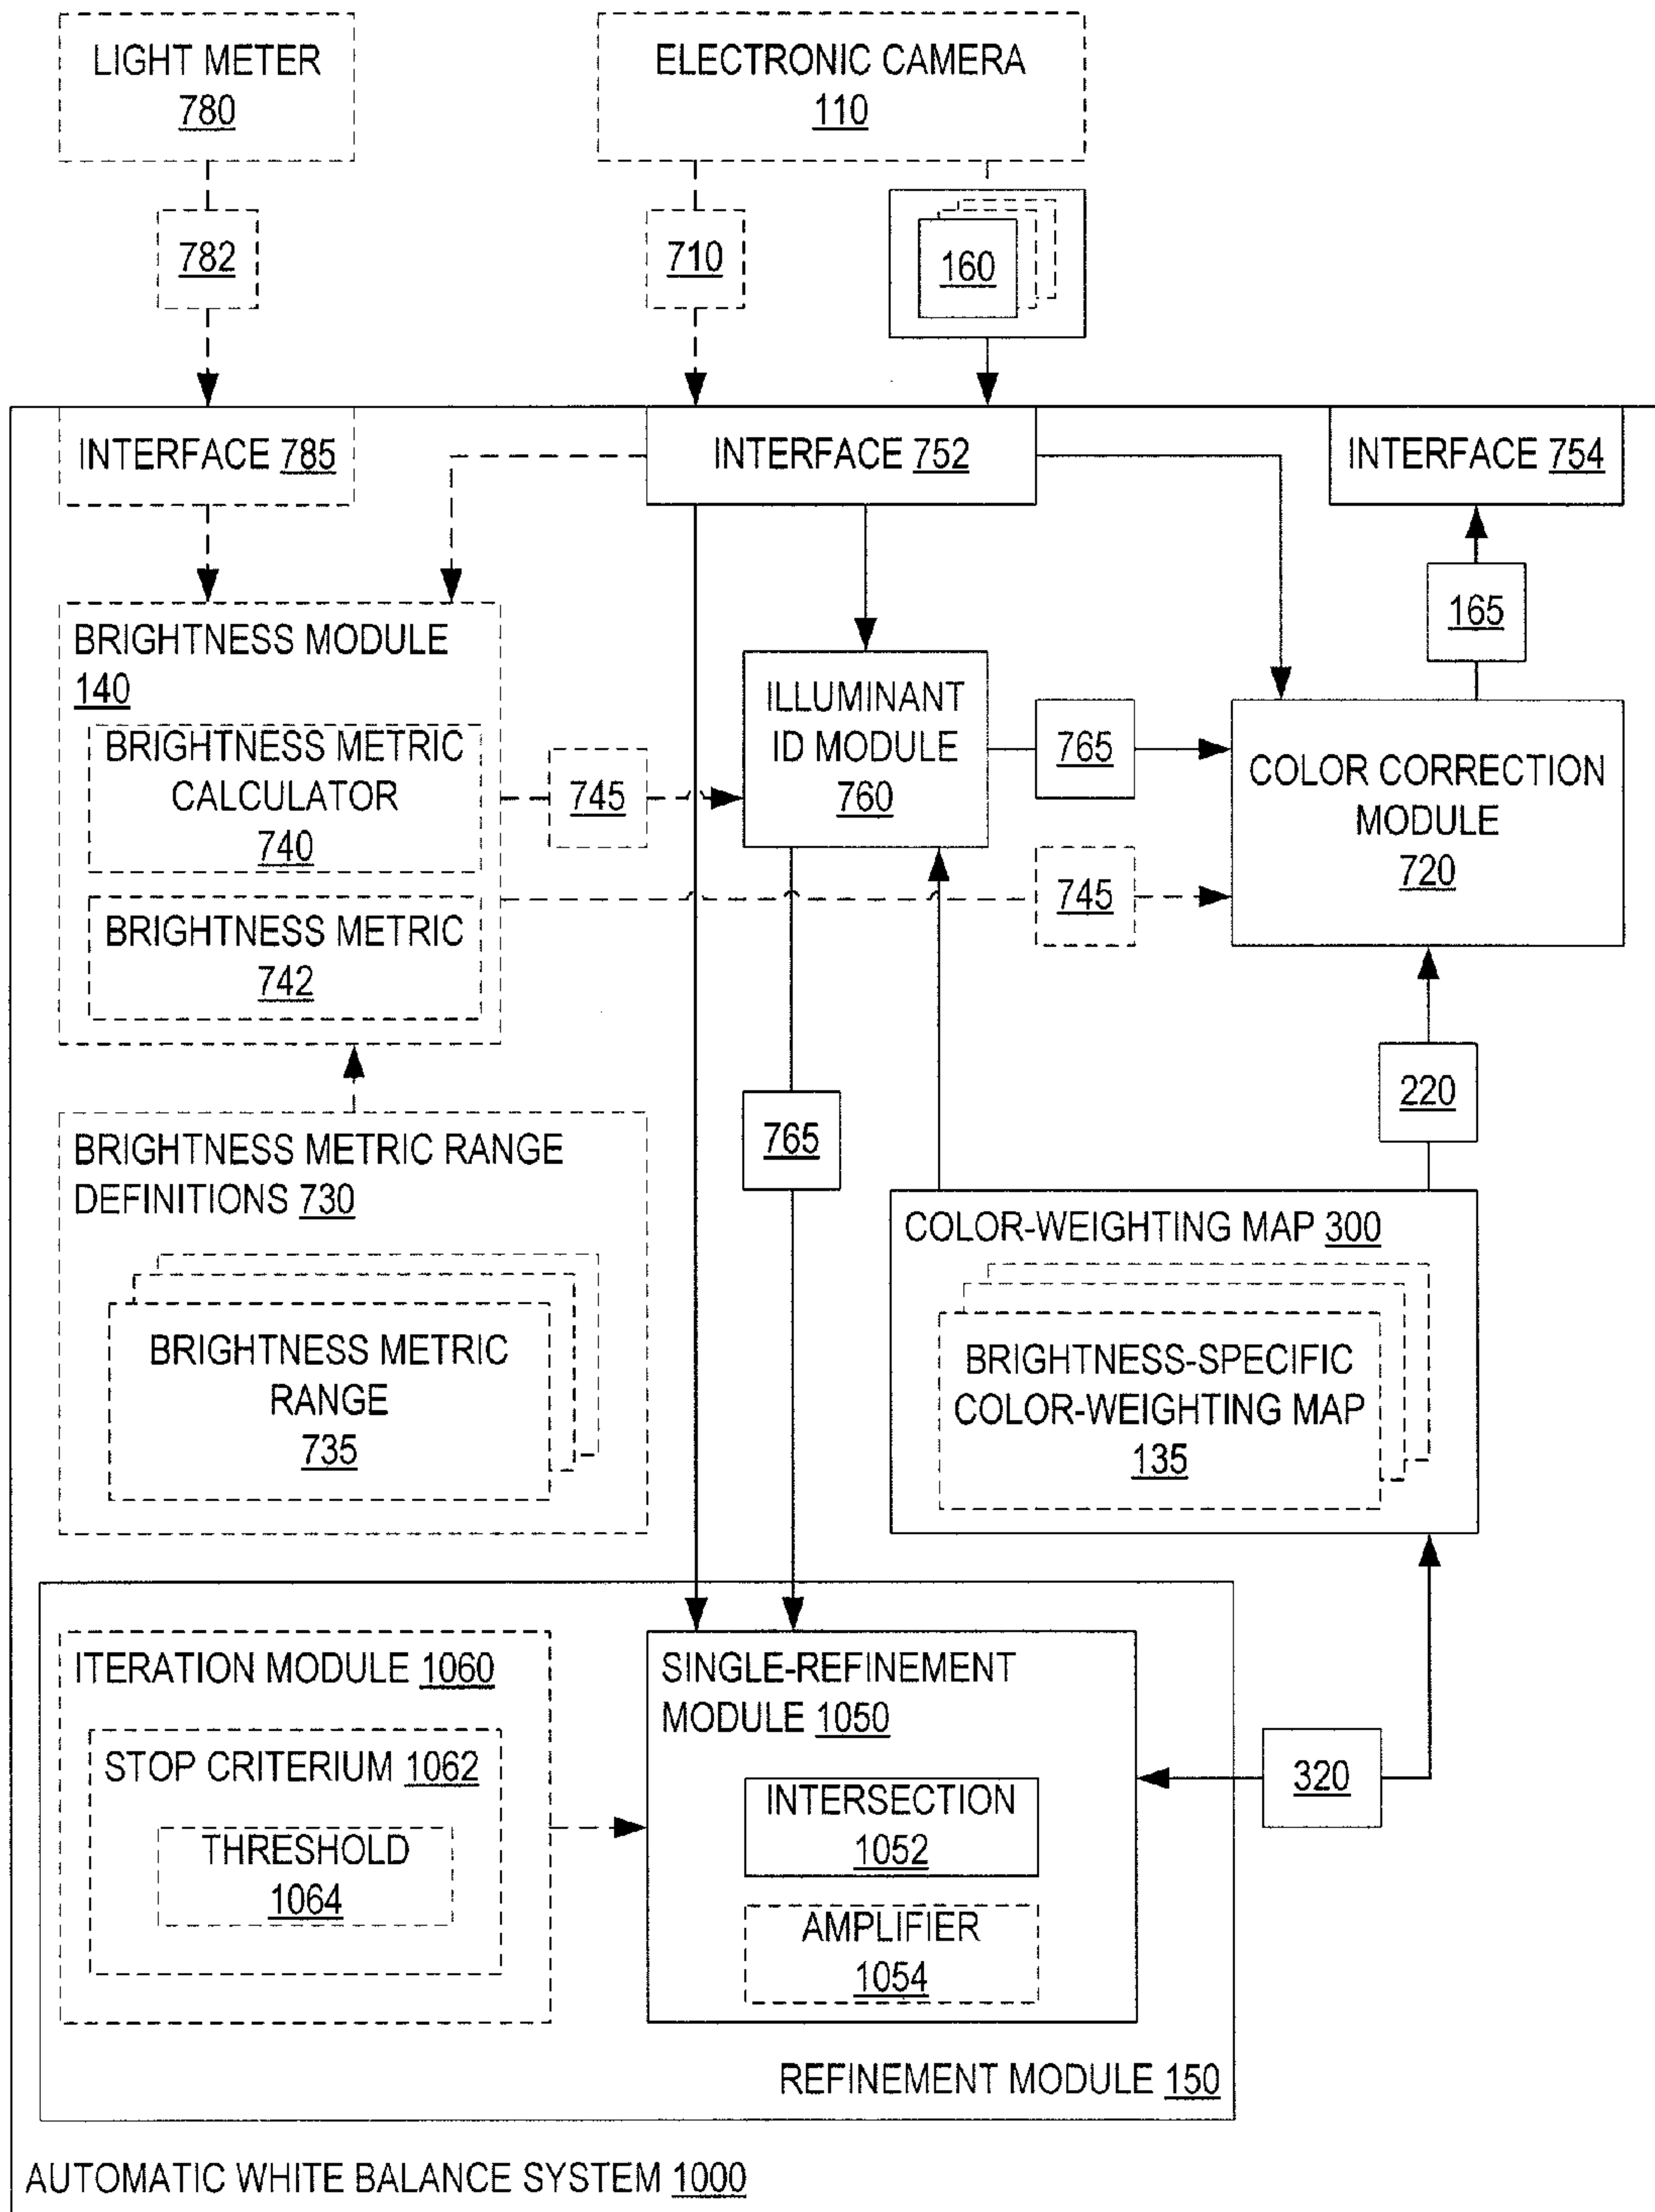 LIGHT METER
780
ELECTRONIC CAMERA
110
782
710
160
INTERFACE 785
INTERFACE 752
INTERFACE 754
165
BRIGHTNESS MODULE
140
BRIGHTNESS METRIC
CALCULATOR
740
BRIGHTNESS METRIC
742
745
ILLUMINANT
ID MODULE
760
765
745
COLOR CORRECTION
MODULE
720
220
765
BRIGHTNESS METRIC RANGE
DEFINITIONS 730
BRIGHTNESS METRIC
RANGE
735
COLOR-WEIGHTING MAP 300
BRIGHTNESS-SPECIFIC
COLOR-WEIGHTING MAP
135
ITERATION MODULE 1060
STOP CRITERIUM 1062
THRESHOLD
1064
SINGLE-REFINEMENT
MODULE 1050
INTERSECTION
1052
AMPLIFIER
1054
320
REFINEMENT MODULE 150
AUTOMATIC WHITE BALANCE SYSTEM 1000